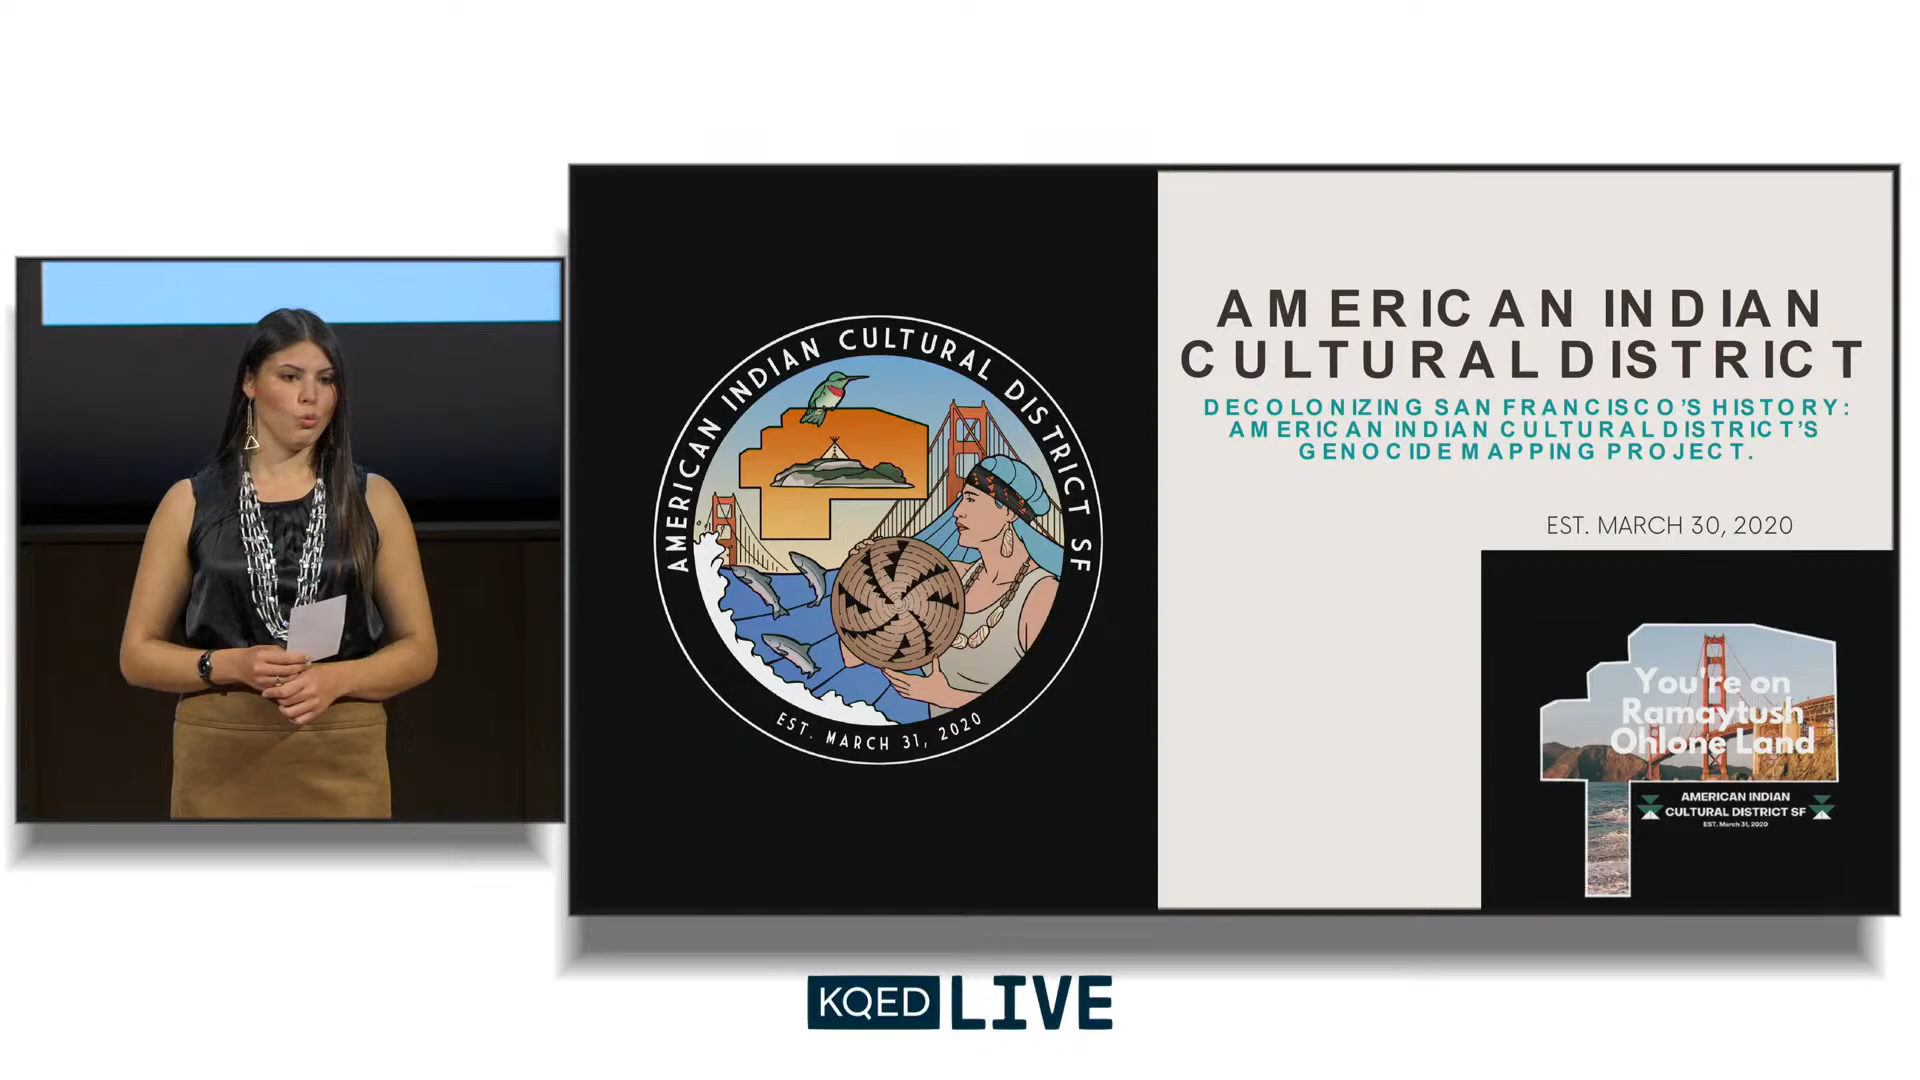 AMERICAN INDIAN CULTURAL DISTRICT SF
EST. MARCH 31, 2020
AMERICAN INDIAN
CULTURAL DISTRICT
DECOLONIZING SAN FRANCISCO'S HISTORY:
AMERICAN INDIAN CULTURAL DISTRICT'S
GENOCIDE MAPPING PROJECT.
EST. MARCH 30, 2020
You're on
Ramaytush
Ohlone Land
AMERICAN INDIAN
CULTURAL DISTRICT SF
EST. March 31, 2020
KQED LIVE